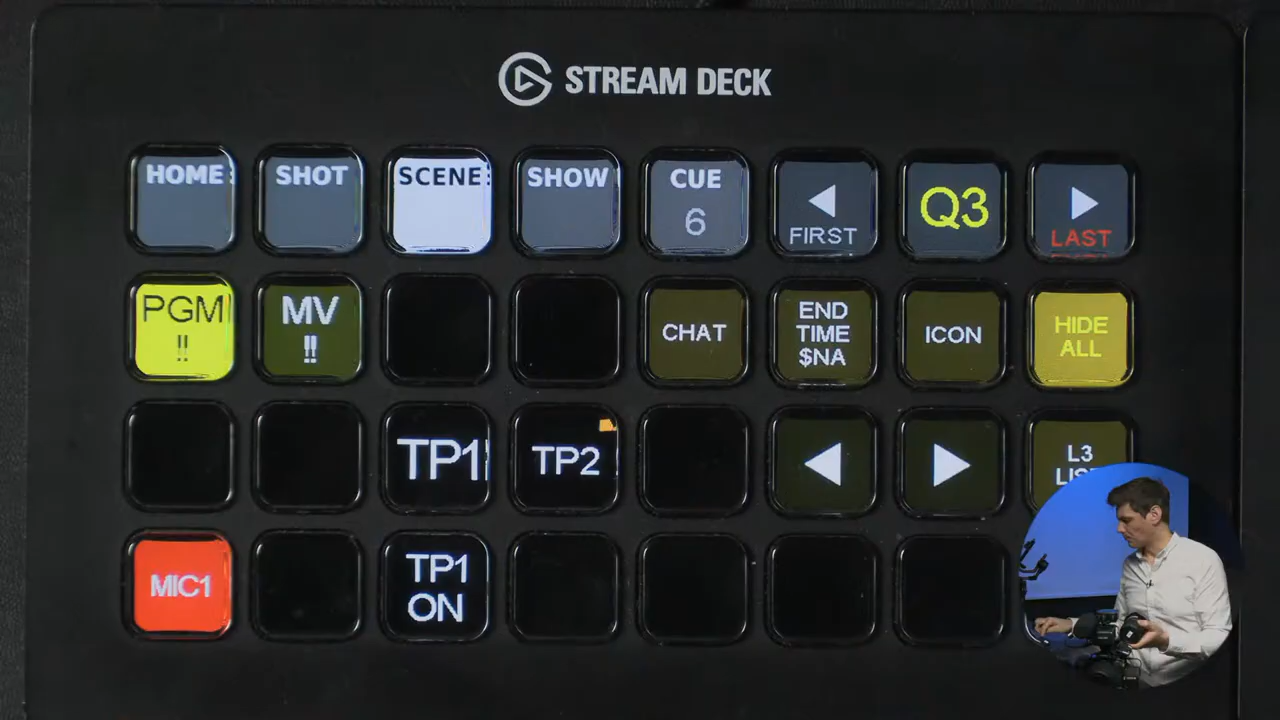 STREAM DECK
HOME
SHOT
SCENE
SHOW
CUE
6
FIRST
Q3
LAST
PGM
!!
MV
!!
CHAT
END
TIME
$NA
ICON
HIDE
ALL
TP1
TP2
L3
MIC1
TP1
ON